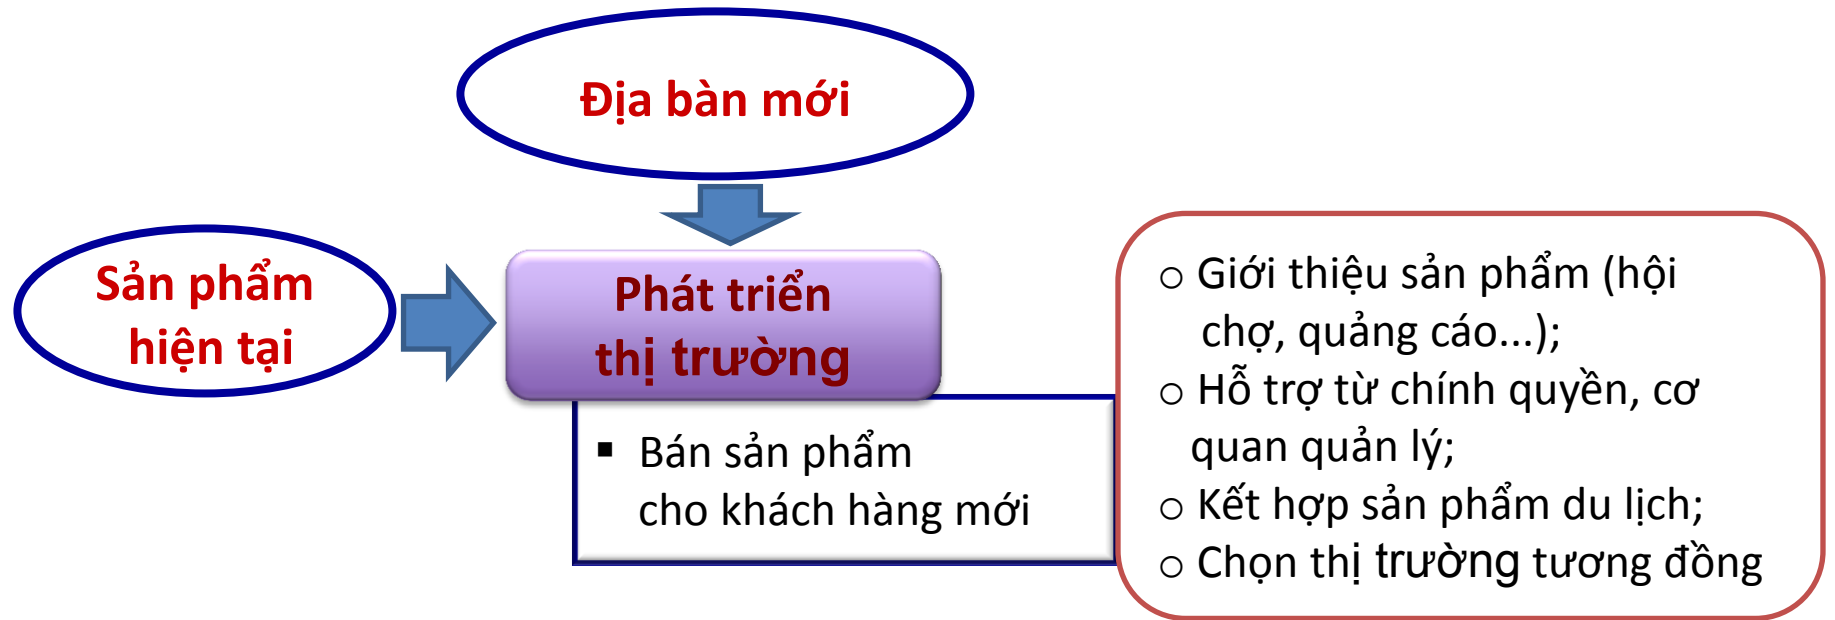 Địa bàn mới
Sản phẩm
hiện tại
Phát triển
thị trường
▪ Bán sản phẩm
cho khách hàng mới
o Giới thiệu sản phẩm (hội
chợ, quảng cáo...);
o Hỗ trợ từ chính quyền, cơ
quan quản lý;
o Kết hợp sản phẩm du lịch;
o Chọn thị trường tương đồng